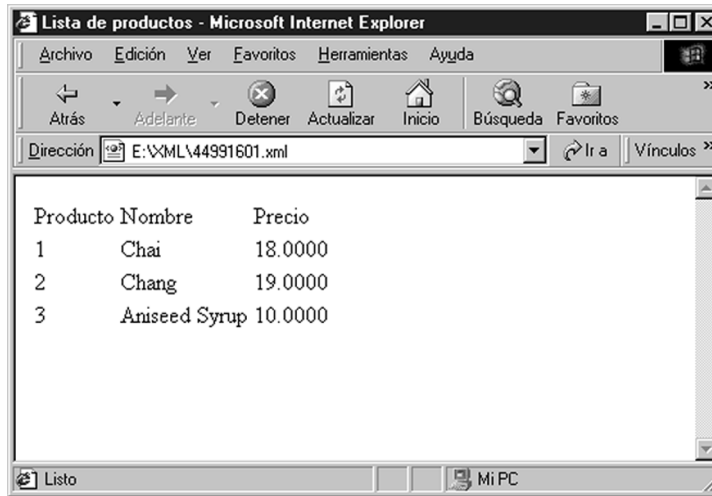 Lista de productos - Microsoft Internet Explorer
Archivo Edición Ver Favoritos Herramientas Ayuda
Atrás Adelante Detener Actualizar Inicio Búsqueda Favoritos »
Dirección E:\XML\44991601.xml Ir a Vínculos »
Producto Nombre Precio
1 Chai 18.0000
2 Chang 19.0000
3 Aniseed Syrup 10.0000
Listo Mi PC